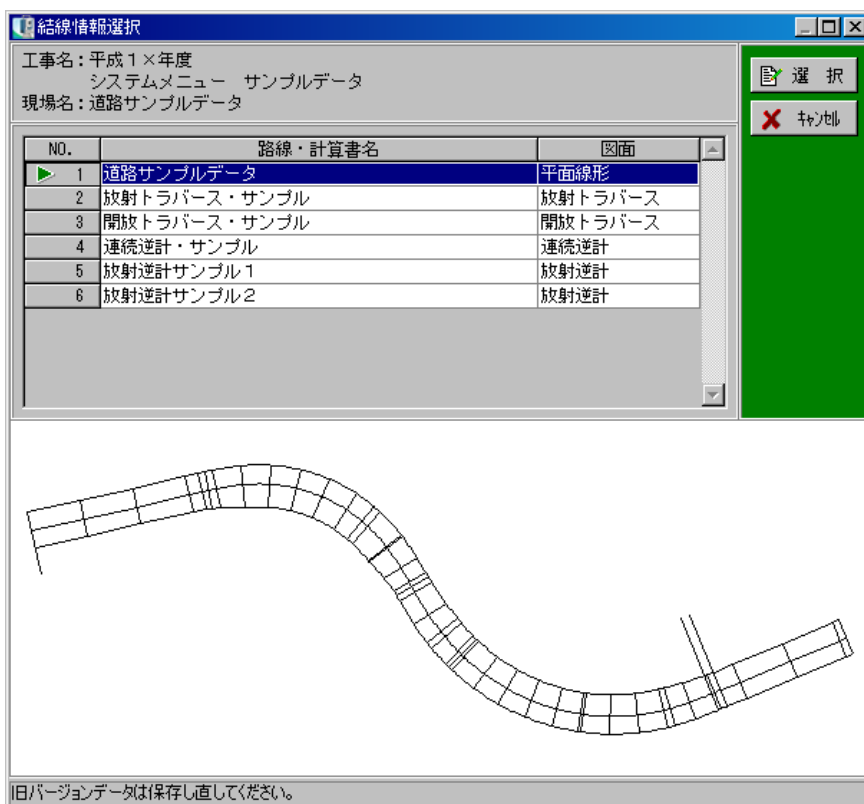 結線情報選択
工事名：平成１×年度
システムメニュー　サンプルデータ
現場名：道路サンプルデータ
選　択
ｷｬﾝｾﾙ
NO.　路線・計算書名　図面
1　道路サンプルデータ　平面線形
2　放射トラバース・サンプル　放射トラバース
3　開放トラバース・サンプル　開放トラバース
4　連続逆計・サンプル　連続逆計
5　放射逆計サンプル１　放射逆計
6　放射逆計サンプル２　放射逆計
旧バージョンデータは保存し直してください。